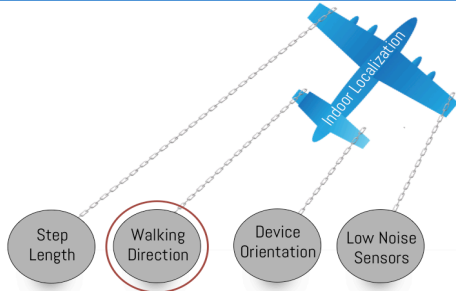 Indoor Localization
Step
Length
Walking
Direction
Device
Orientation
Low Noise
Sensors